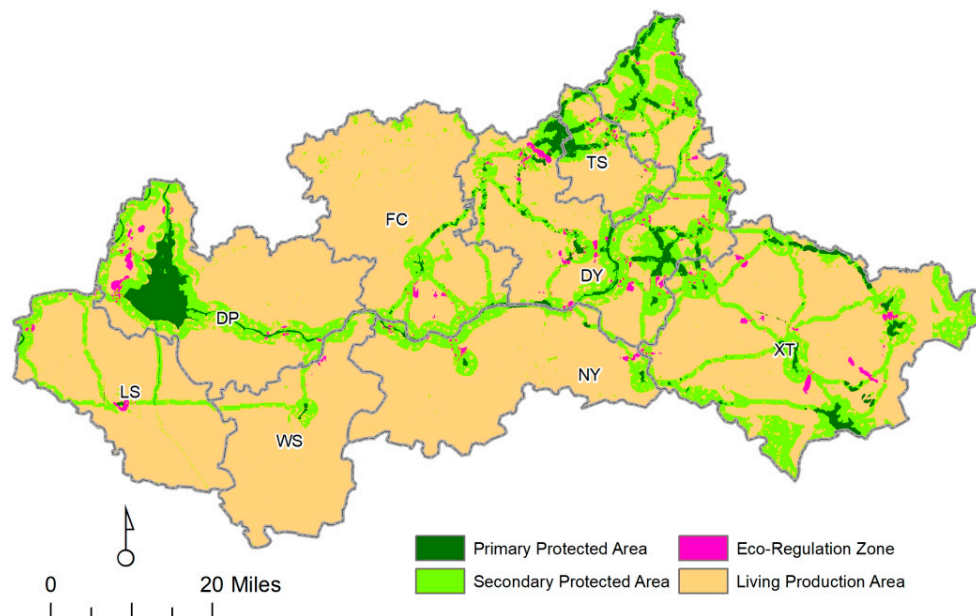 TS
FC
DY
DP
XT
NY
LS
WS
Primary Protected Area
Eco-Regulation Zone
Secondary Protected Area
Living Production Area
0 20 Miles